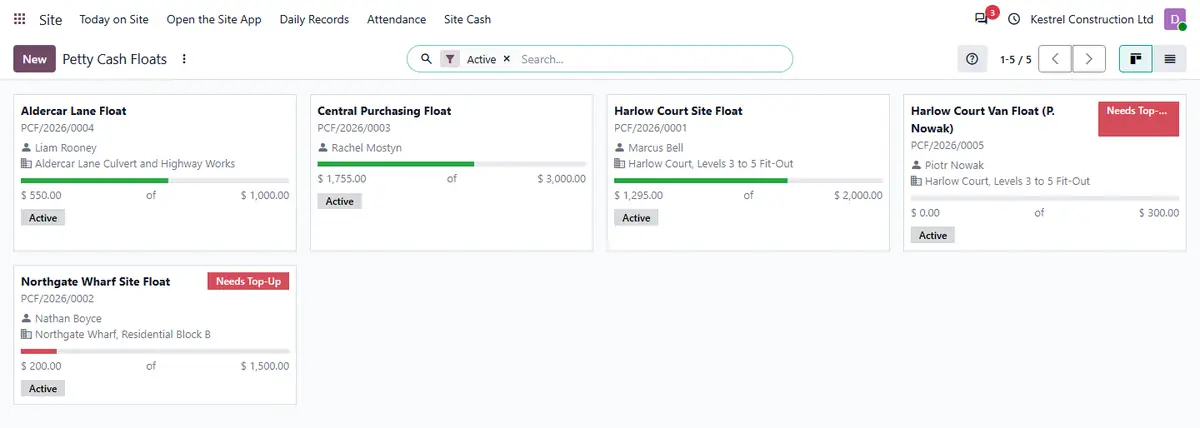 Site Today on Site Open the Site App Daily Records Attendance Site Cash 3 Kestrel Construction Ltd D
New Petty Cash Floats Active × Search... 1-5 / 5
Aldercar Lane Float
PCF/2026/0004
Liam Rooney
Aldercar Lane Culvert and Highway Works
$ 550.00 of $ 1,000.00
Active
Central Purchasing Float
PCF/2026/0003
Rachel Mostyn
$ 1,755.00 of $ 3,000.00
Active
Harlow Court Site Float
PCF/2026/0001
Marcus Bell
Harlow Court, Levels 3 to 5 Fit-Out
$ 1,295.00 of $ 2,000.00
Active
Harlow Court Van Float (P. Needs Top-...
Nowak)
PCF/2026/0005
Piotr Nowak
Harlow Court, Levels 3 to 5 Fit-Out
$ 0.00 of $ 300.00
Active
Northgate Wharf Site Float Needs Top-Up
PCF/2026/0002
Nathan Boyce
Northgate Wharf, Residential Block B
$ 200.00 of $ 1,500.00
Active